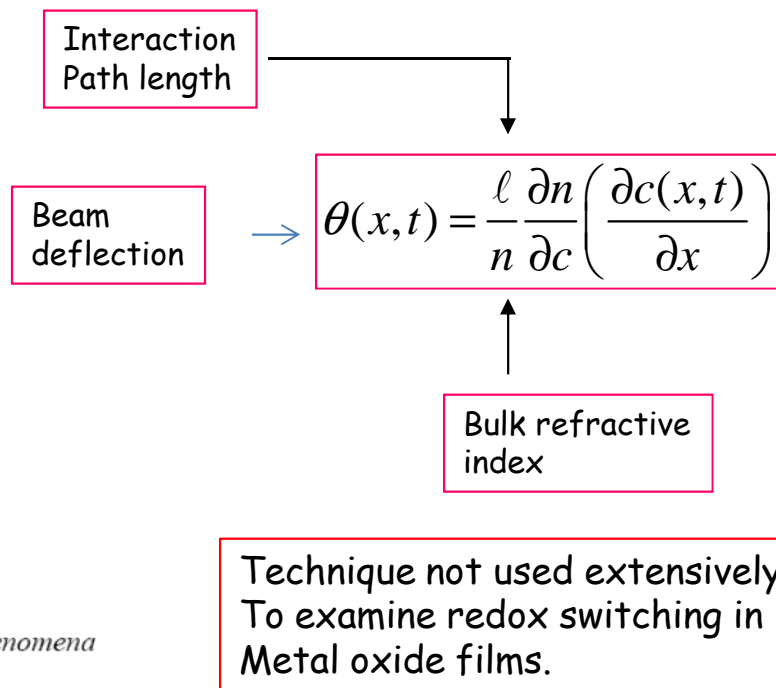 Interaction
Path length
Beam
deflection
θ(x,t) = ℓ/n ∂n/∂c (∂c(x,t)/∂x)
Bulk refractive
index
Technique not used extensively
To examine redox switching in
Metal oxide films.